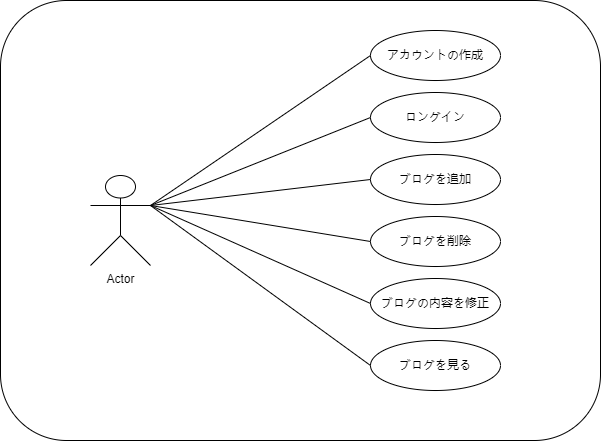 アカウントの作成
ロングイン
ブログを追加
ブログを削除
Actor
ブログの内容を修正
ブログを見る